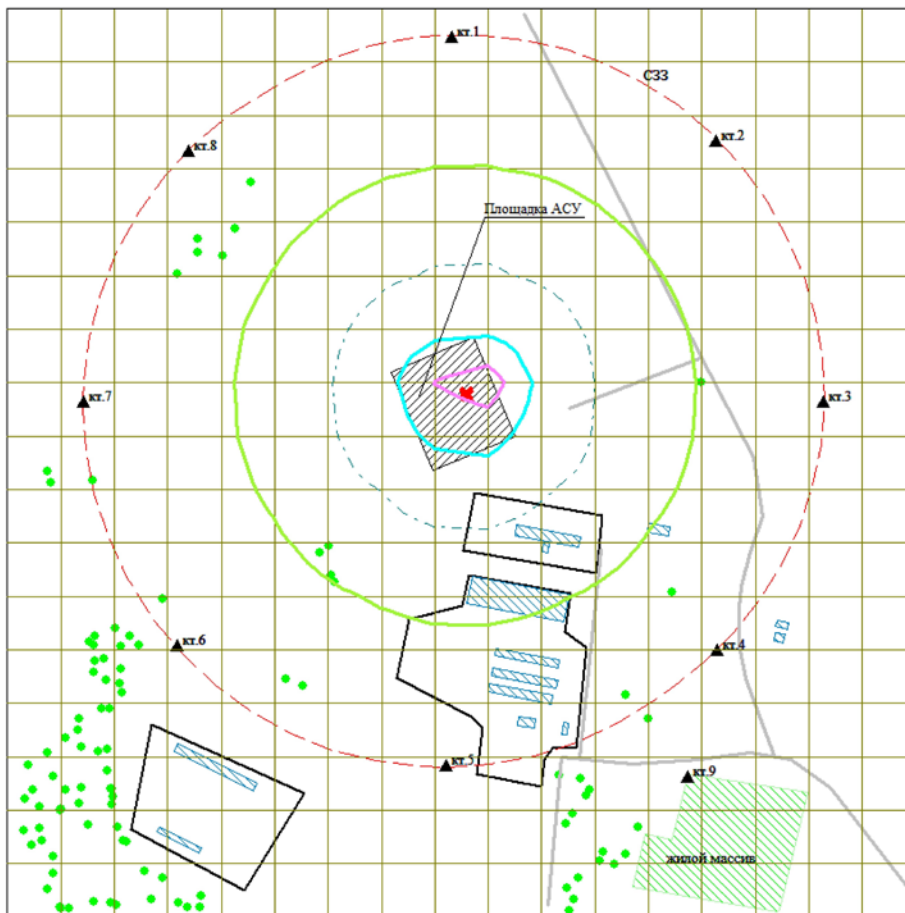 кт.1
СЗЗ
кт.2
кт.8
Площадка АСУ
кт.7
кт.3
кт.6
кт.4
кт.5
кт.9
жилой массив